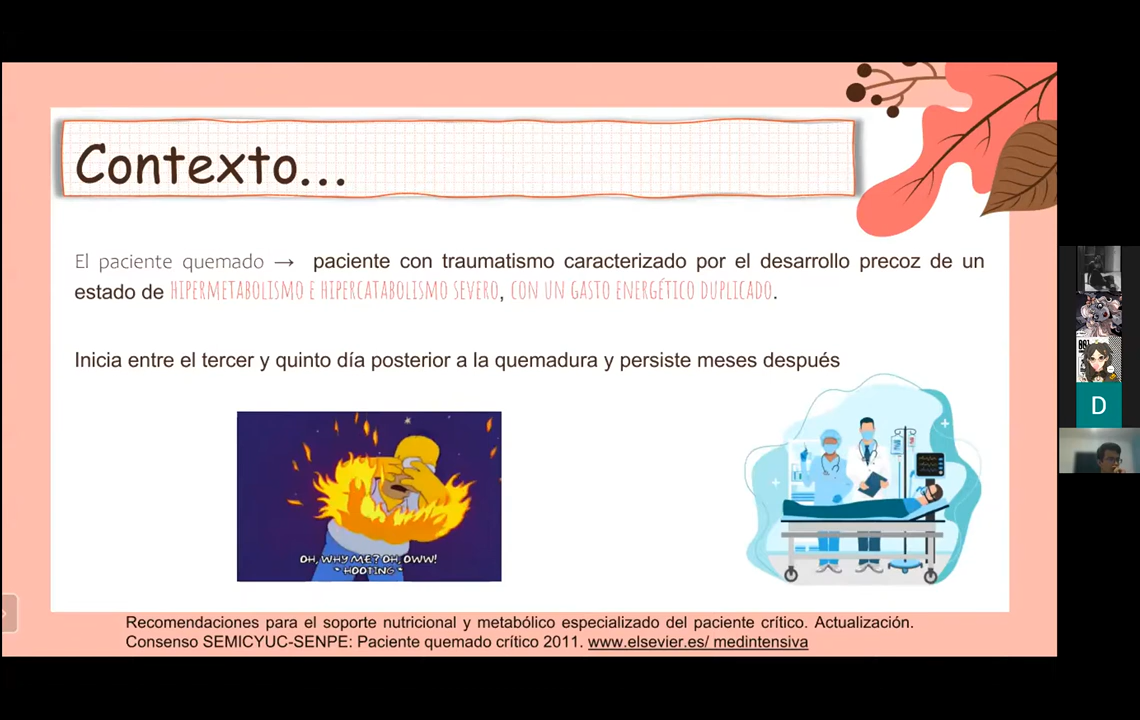 Contexto...
El paciente quemado → paciente con traumatismo caracterizado por el desarrollo precoz de un
estado de HIPERMETABOLISMO E HIPERCATABOLISMO SEVERO, CON UN GASTO ENERGÉTICO DUPLICADO.
Inicia entre el tercer y quinto día posterior a la quemadura y persiste meses después
OH, WHY ME? OH, OWW!
* HOOTING *
D
Recomendaciones para el soporte nutricional y metabólico especializado del paciente crítico. Actualización.
Consenso SEMICYUC-SENPE: Paciente quemado crítico 2011. www.elsevier.es/ medintensiva